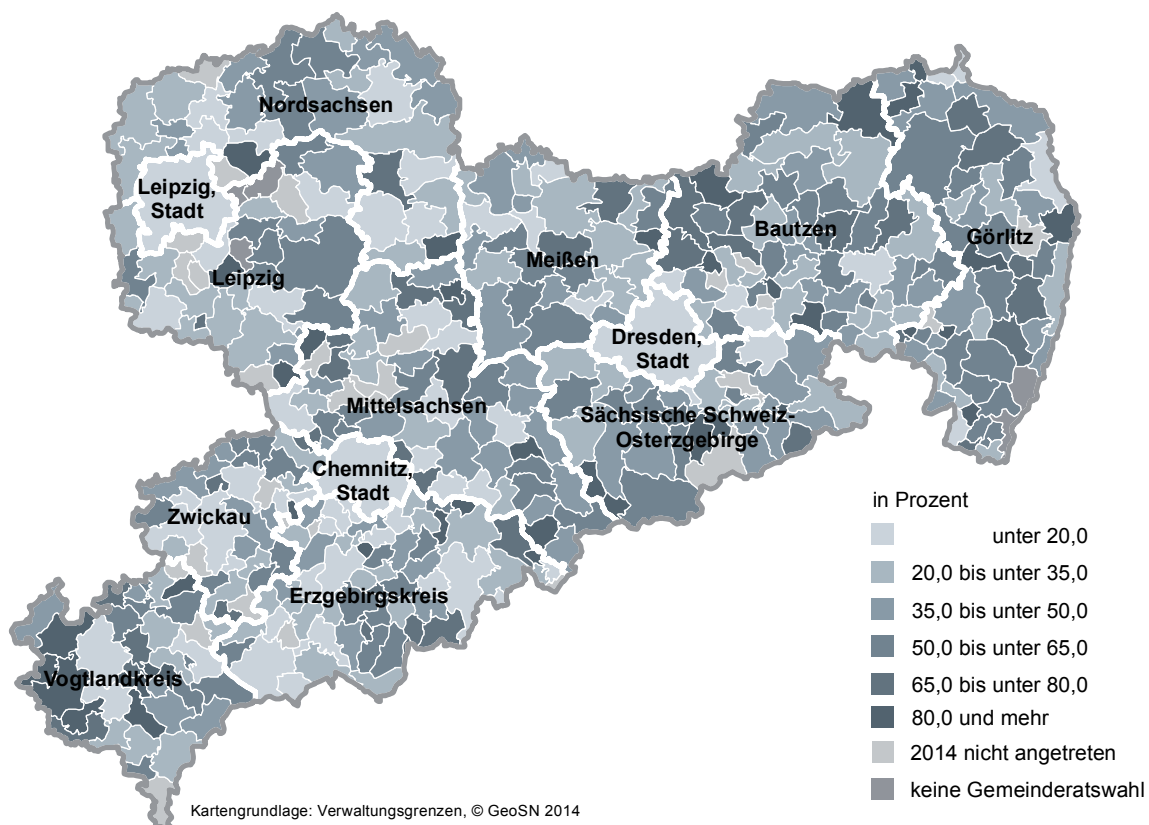 Nordsachsen
Leipzig,
Stadt
Leipzig
Meißen
Bautzen
Görlitz
Dresden,
Stadt
Mittelsachsen
Sächsische Schweiz-
Osterzgebirge
Chemnitz,
Stadt
Zwickau
Erzgebirgskreis
Vogtlandkreis
in Prozent
unter 20,0
20,0 bis unter 35,0
35,0 bis unter 50,0
50,0 bis unter 65,0
65,0 bis unter 80,0
80,0 und mehr
2014 nicht angetreten
keine Gemeinderatswahl
Kartengrundlage: Verwaltungsgrenzen, © GeoSN 2014